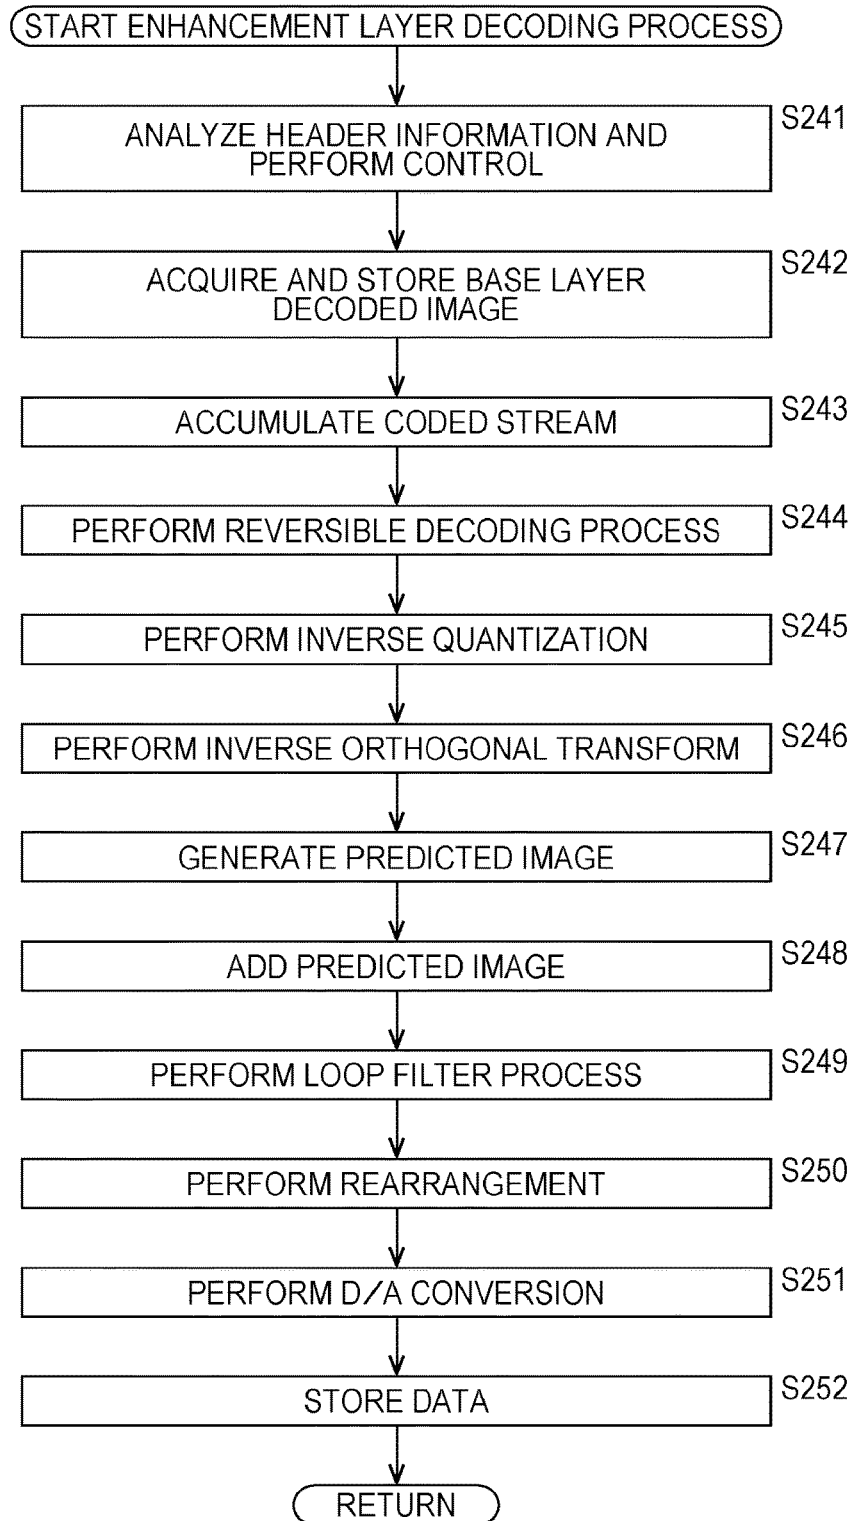 START ENHANCEMENT LAYER DECODING PROCESS
S241
ANALYZE HEADER INFORMATION AND
PERFORM CONTROL
S242
ACQUIRE AND STORE BASE LAYER
DECODED IMAGE
S243
ACCUMULATE CODED STREAM
S244
PERFORM REVERSIBLE DECODING PROCESS
S245
PERFORM INVERSE QUANTIZATION
S246
PERFORM INVERSE ORTHOGONAL TRANSFORM
S247
GENERATE PREDICTED IMAGE
S248
ADD PREDICTED IMAGE
S249
PERFORM LOOP FILTER PROCESS
S250
PERFORM REARRANGEMENT
S251
PERFORM D/A CONVERSION
S252
STORE DATA
RETURN